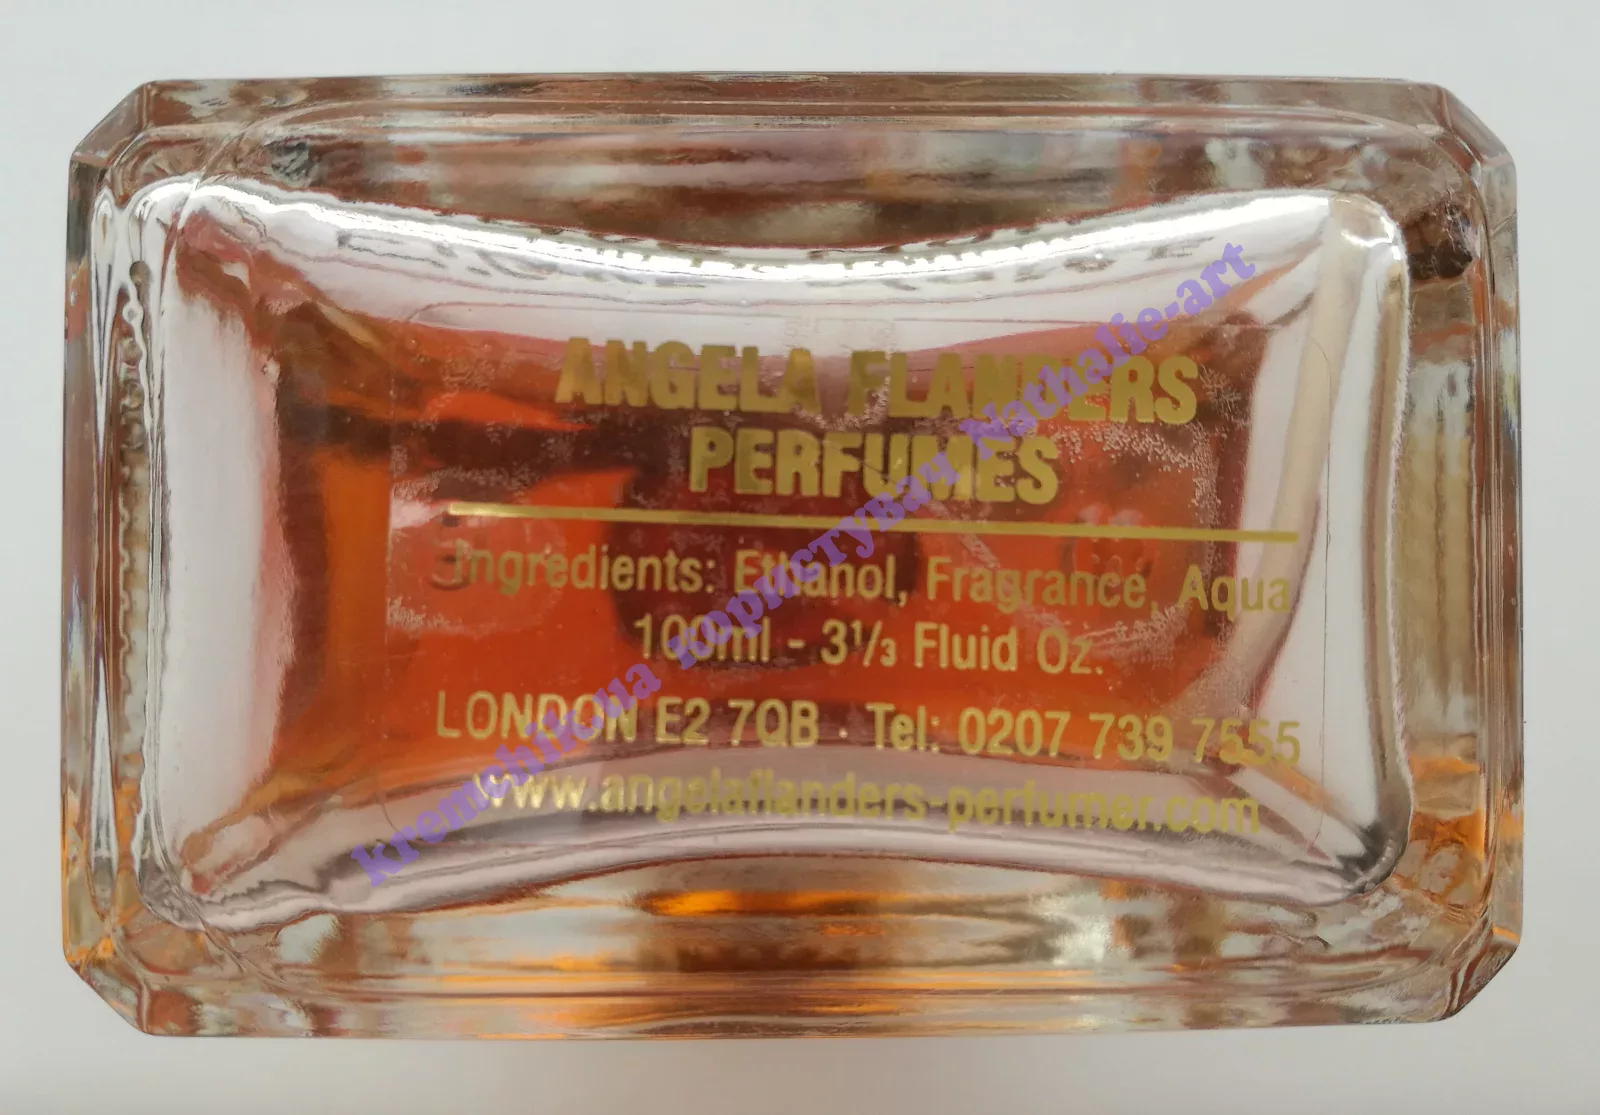 ANGELA FLANDERS
PERFUMES
Ingredients: Ethanol, Fragrance, Aqua
100ml - 3⅓ Fluid Oz.
LONDON E2 7QB · Tel: 0207 739 7555
www.angelaflanders-perfumer.com
kremchik.ua користувач Nathalie-art